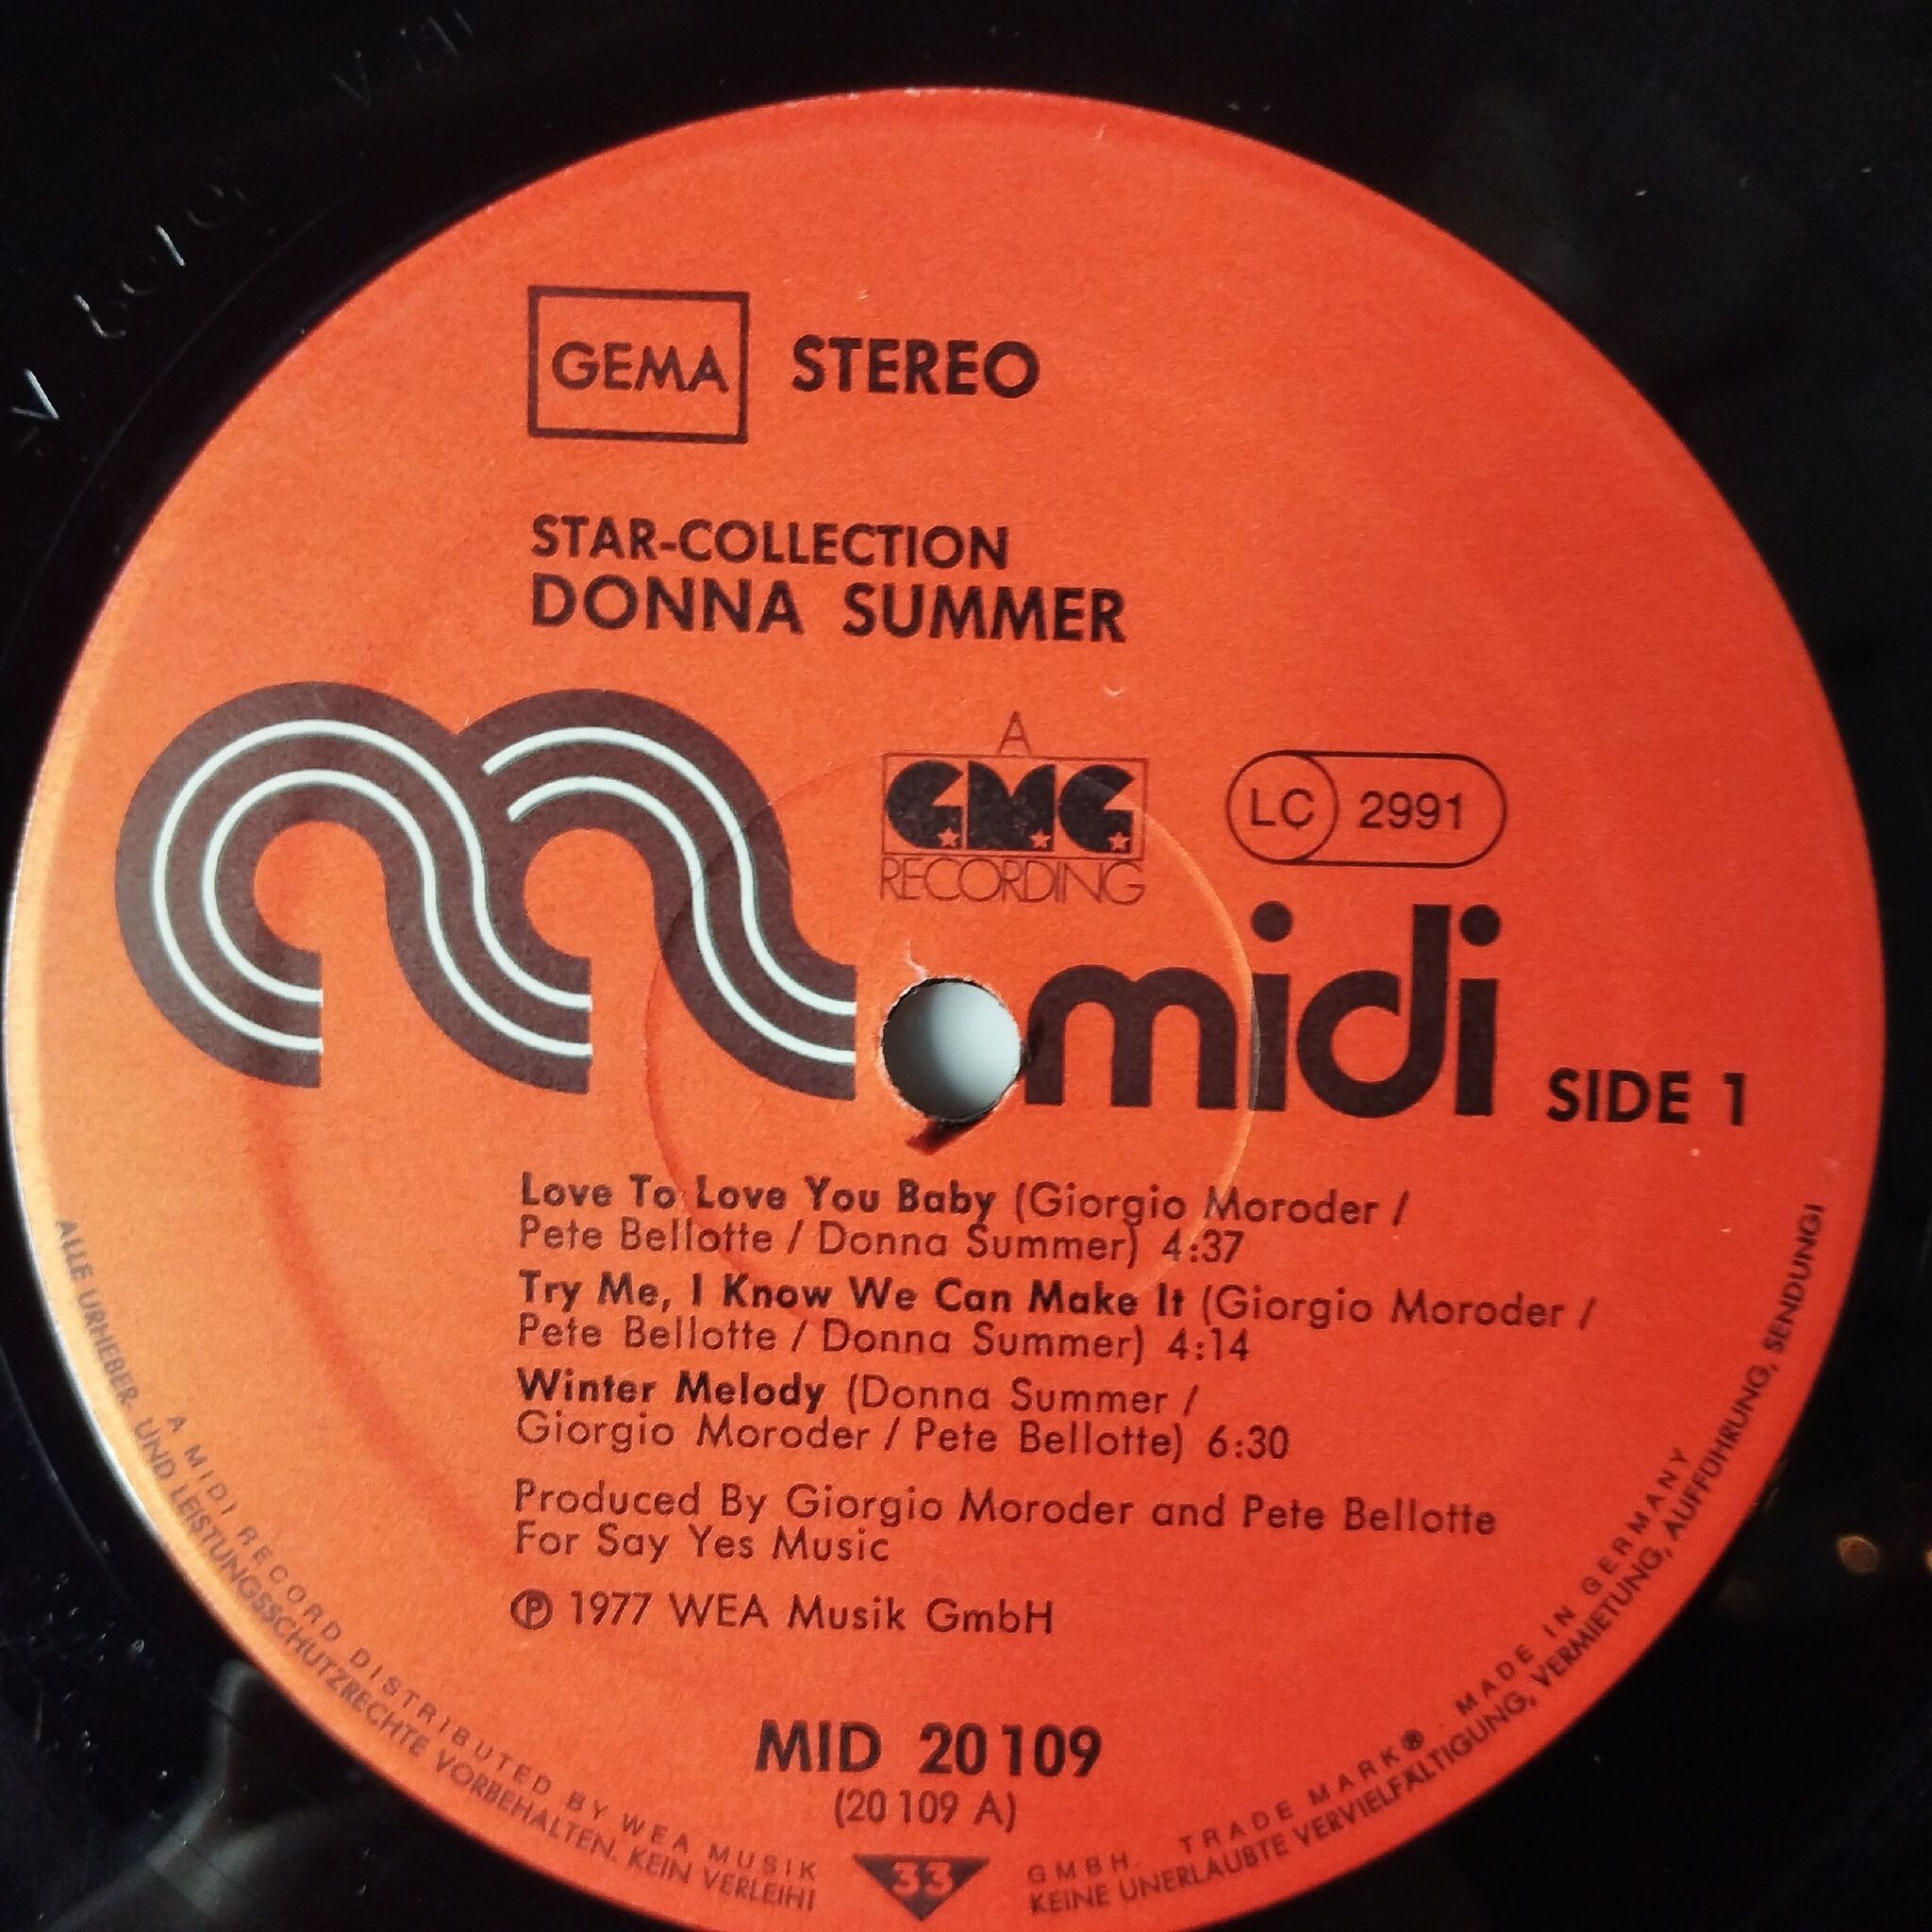 GEMA STEREO
STAR-COLLECTION
DONNA SUMMER
A
G.M.G.
RECORDING
LC 2991
midi
SIDE 1
Love To Love You Baby (Giorgio Moroder /
Pete Bellotte / Donna Summer) 4:37
Try Me, I Know We Can Make It (Giorgio Moroder /
Pete Bellotte / Donna Summer) 4:14
Winter Melody (Donna Summer /
Giorgio Moroder / Pete Bellotte) 6:30
Produced By Giorgio Moroder and Pete Bellotte
For Say Yes Music
℗ 1977 WEA Musik GmbH
MID 20 109
(20 109 A)
33
A MIDI RECORD DISTRIBUTED BY WEA MUSIK GMBH. TRADE MARK® . MADE IN GERMANY
ALLE URHEBER- UND LEISTUNGSSCHUTZRECHTE VORBEHALTEN. KEIN VERLEIH! KEINE UNERLAUBTE VERVIELFÄLTIGUNG, VERMIETUNG, AUFFÜHRUNG, SENDUNG!